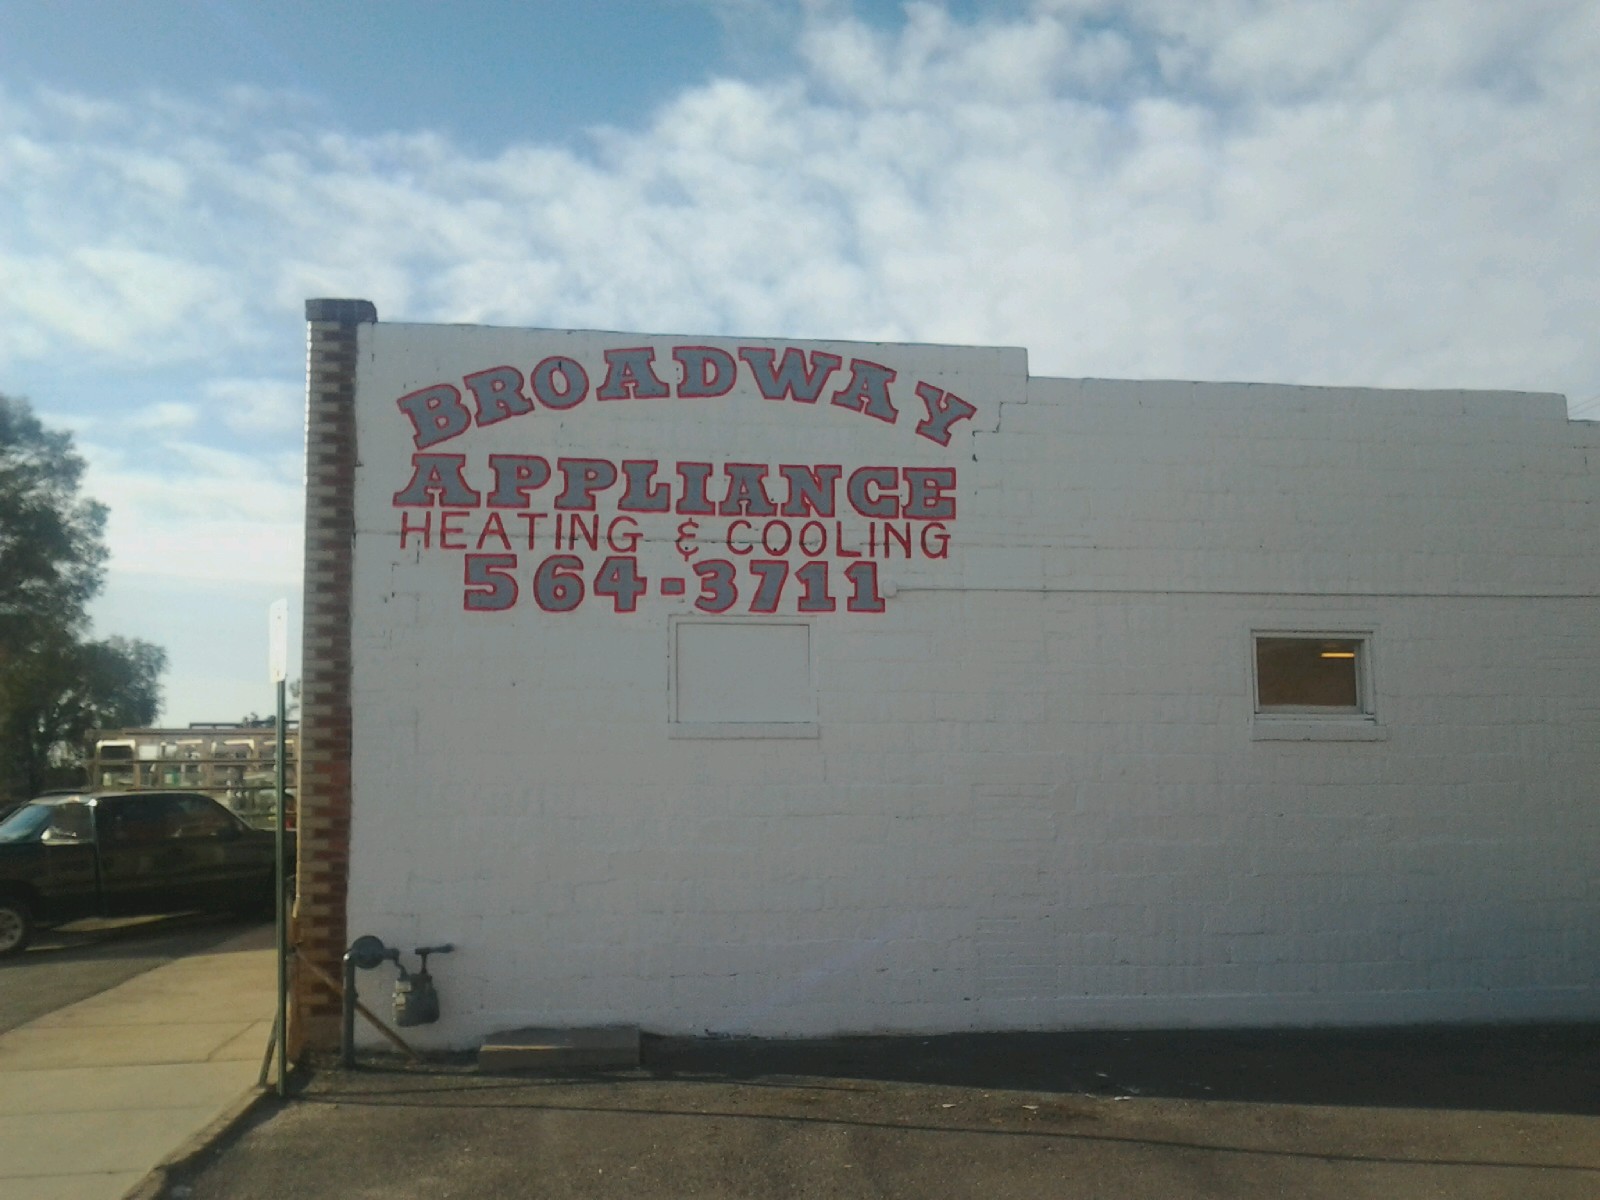 BROADWAY
APPLIANCE
HEATING & COOLING
564-3711